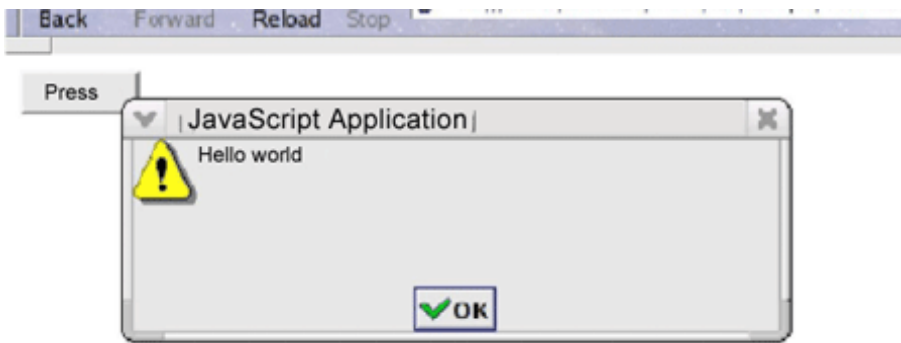 Back Forward Reload Stop
Press
JavaScript Application
Hello world
OK